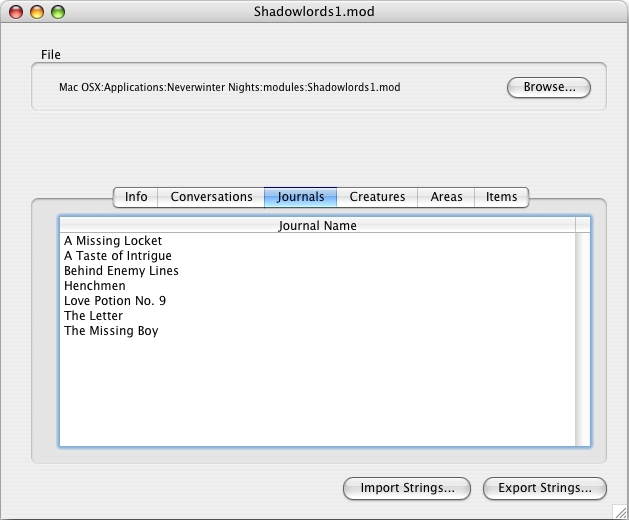 Shadowlords1.mod
File
Mac OSX:Applications:Neverwinter Nights:modules:Shadowlords1.mod
Browse...
Info Conversations Journals Creatures Areas Items
Journal Name
A Missing Locket
A Taste of Intrigue
Behind Enemy Lines
Henchmen
Love Potion No. 9
The Letter
The Missing Boy
Import Strings... Export Strings...